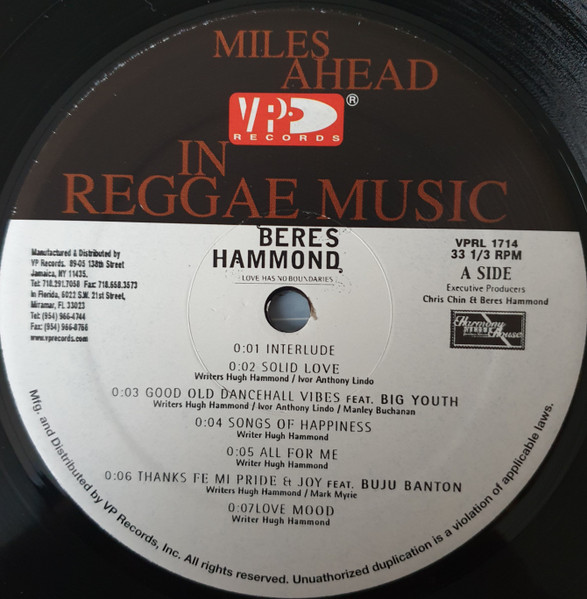 MILES
AHEAD
VP®
RECORDS
IN
REGGAE MUSIC
BERES
HAMMOND
LOVE HAS NO BOUNDARIES
Manufactured & Distributed by
VP Records. 89-05 138th Street
Jamaica, NY 11435.
Tel: 718.291.7058 Fax: 718.658.3573
in Florida, 6022 S.W. 21st Street,
Miramar, FL 33023
Tel: (954) 966-4744
Fax: (954) 966-8766
www.vprecords.com
VPRL 1714
33 1/3 RPM
A SIDE
Executive Producers
Chris Chin & Beres Hammond
Harmony
House
0:01 INTERLUDE
0:02 SOLID LOVE
Writers Hugh Hammond / Ivor Anthony Lindo
0:03 GOOD OLD DANCEHALL VIBES FEAT. BIG YOUTH
Writers Hugh Hammond / Ivor Anthony Lindo / Manley Buchanan
0:04 SONGS OF HAPPINESS
Writer Hugh Hammond
0:05 ALL FOR ME
Writer Hugh Hammond
0:06 THANKS FE MI PRIDE & JOY FEAT. BUJU BANTON
Writers Hugh Hammond / Mark Myrie
0:07LOVE MOOD
Writer Hugh Hammond
Mfg. and Distributed by VP Records, Inc. All rights reserved. Unauthorized duplication is a violation of applicable laws.